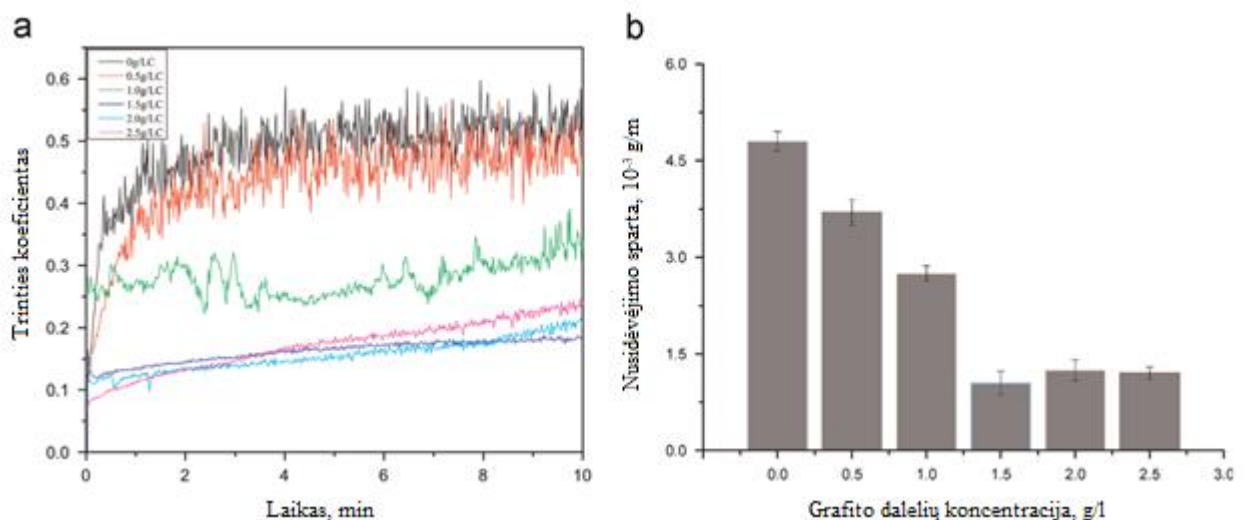 a
Trinties koeficientas
0.6
0.5
0.4
0.3
0.2
0.1
0.0
0g/LC
0.5g/LC
1.0g/LC
1.5g/LC
2.0g/LC
2.5g/LC
0 2 4 6 8 10
Laikas, min
b
Nusidėvėjimo sparta, 10⁻³ g/m
6.0
4.5
3.0
1.5
0.0
0.0 0.5 1.0 1.5 2.0 2.5 3.0
Grafito dalelių koncentracija, g/l